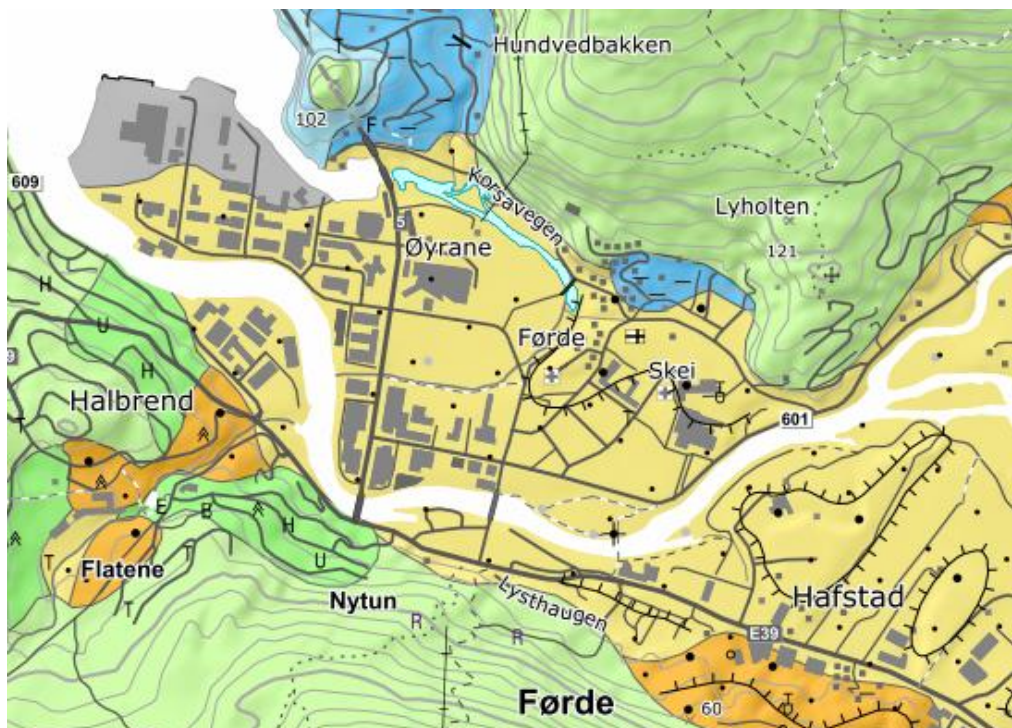 T
Hundvedbakken
102
F
609
Korsavegen
Lyholten
5
Øyrane
121
H
U
Førde
H
Skei
Halbrend
T
601
E
B
H
T
I
U
T
Flatene
T
Hafstad
Nytun
Lysthaugen
R
R
E39
Førde
60